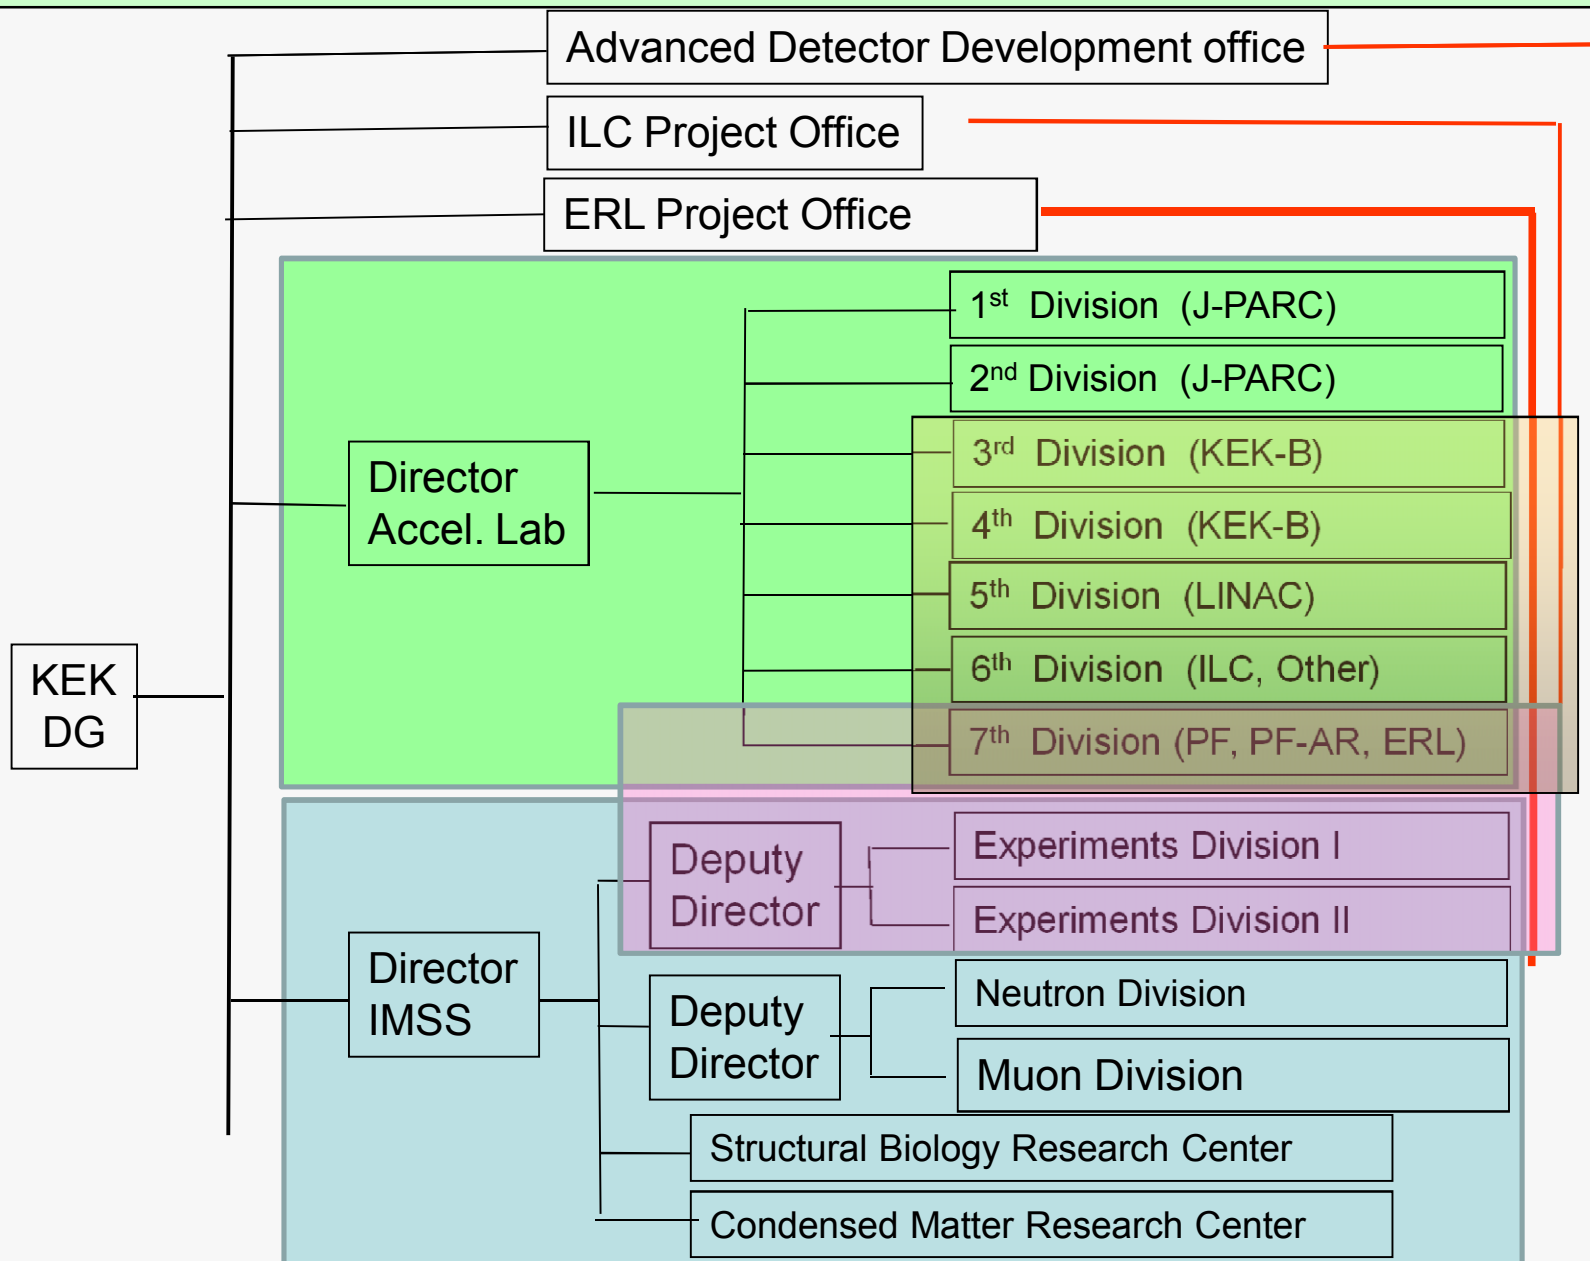 Advanced Detector Development office
ILC Project Office
ERL Project Office
1st Division (J-PARC)
2nd Division (J-PARC)
3rd Division (KEK-B)
4th Division (KEK-B)
5th Division (LINAC)
6th Division (ILC, Other)
7th Division (PF, PF-AR, ERL)
Director
Accel. Lab
KEK
DG
Deputy
Director
Experiments Division I
Experiments Division II
Director
IMSS
Deputy
Director
Neutron Division
Muon Division
Structural Biology Research Center
Condensed Matter Research Center